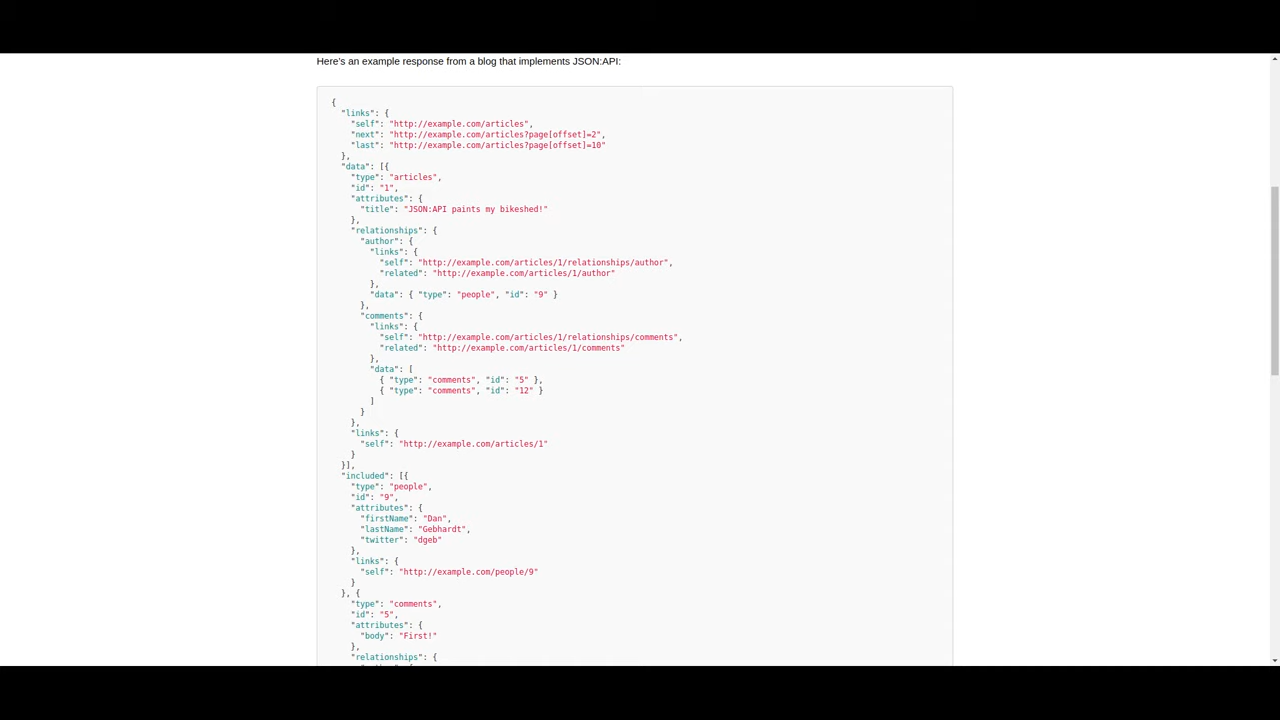 Here's an example response from a blog that implements JSON:API:
{
"links": {
"self": "http://example.com/articles",
"next": "http://example.com/articles?page[offset]=2",
"last": "http://example.com/articles?page[offset]=10"
},
"data": [{
"type": "articles",
"id": "1",
"attributes": {
"title": "JSON:API paints my bikeshed!"
},
"relationships": {
"author": {
"links": {
"self": "http://example.com/articles/1/relationships/author",
"related": "http://example.com/articles/1/author"
},
"data": { "type": "people", "id": "9" }
},
"comments": {
"links": {
"self": "http://example.com/articles/1/relationships/comments",
"related": "http://example.com/articles/1/comments"
},
"data": [
{ "type": "comments", "id": "5" },
{ "type": "comments", "id": "12" }
]
}
},
"links": {
"self": "http://example.com/articles/1"
}
}],
"included": [{
"type": "people",
"id": "9",
"attributes": {
"firstName": "Dan",
"lastName": "Gebhardt",
"twitter": "dgeb"
},
"links": {
"self": "http://example.com/people/9"
}
}, {
"type": "comments",
"id": "5",
"attributes": {
"body": "First!"
},
"relationships": {